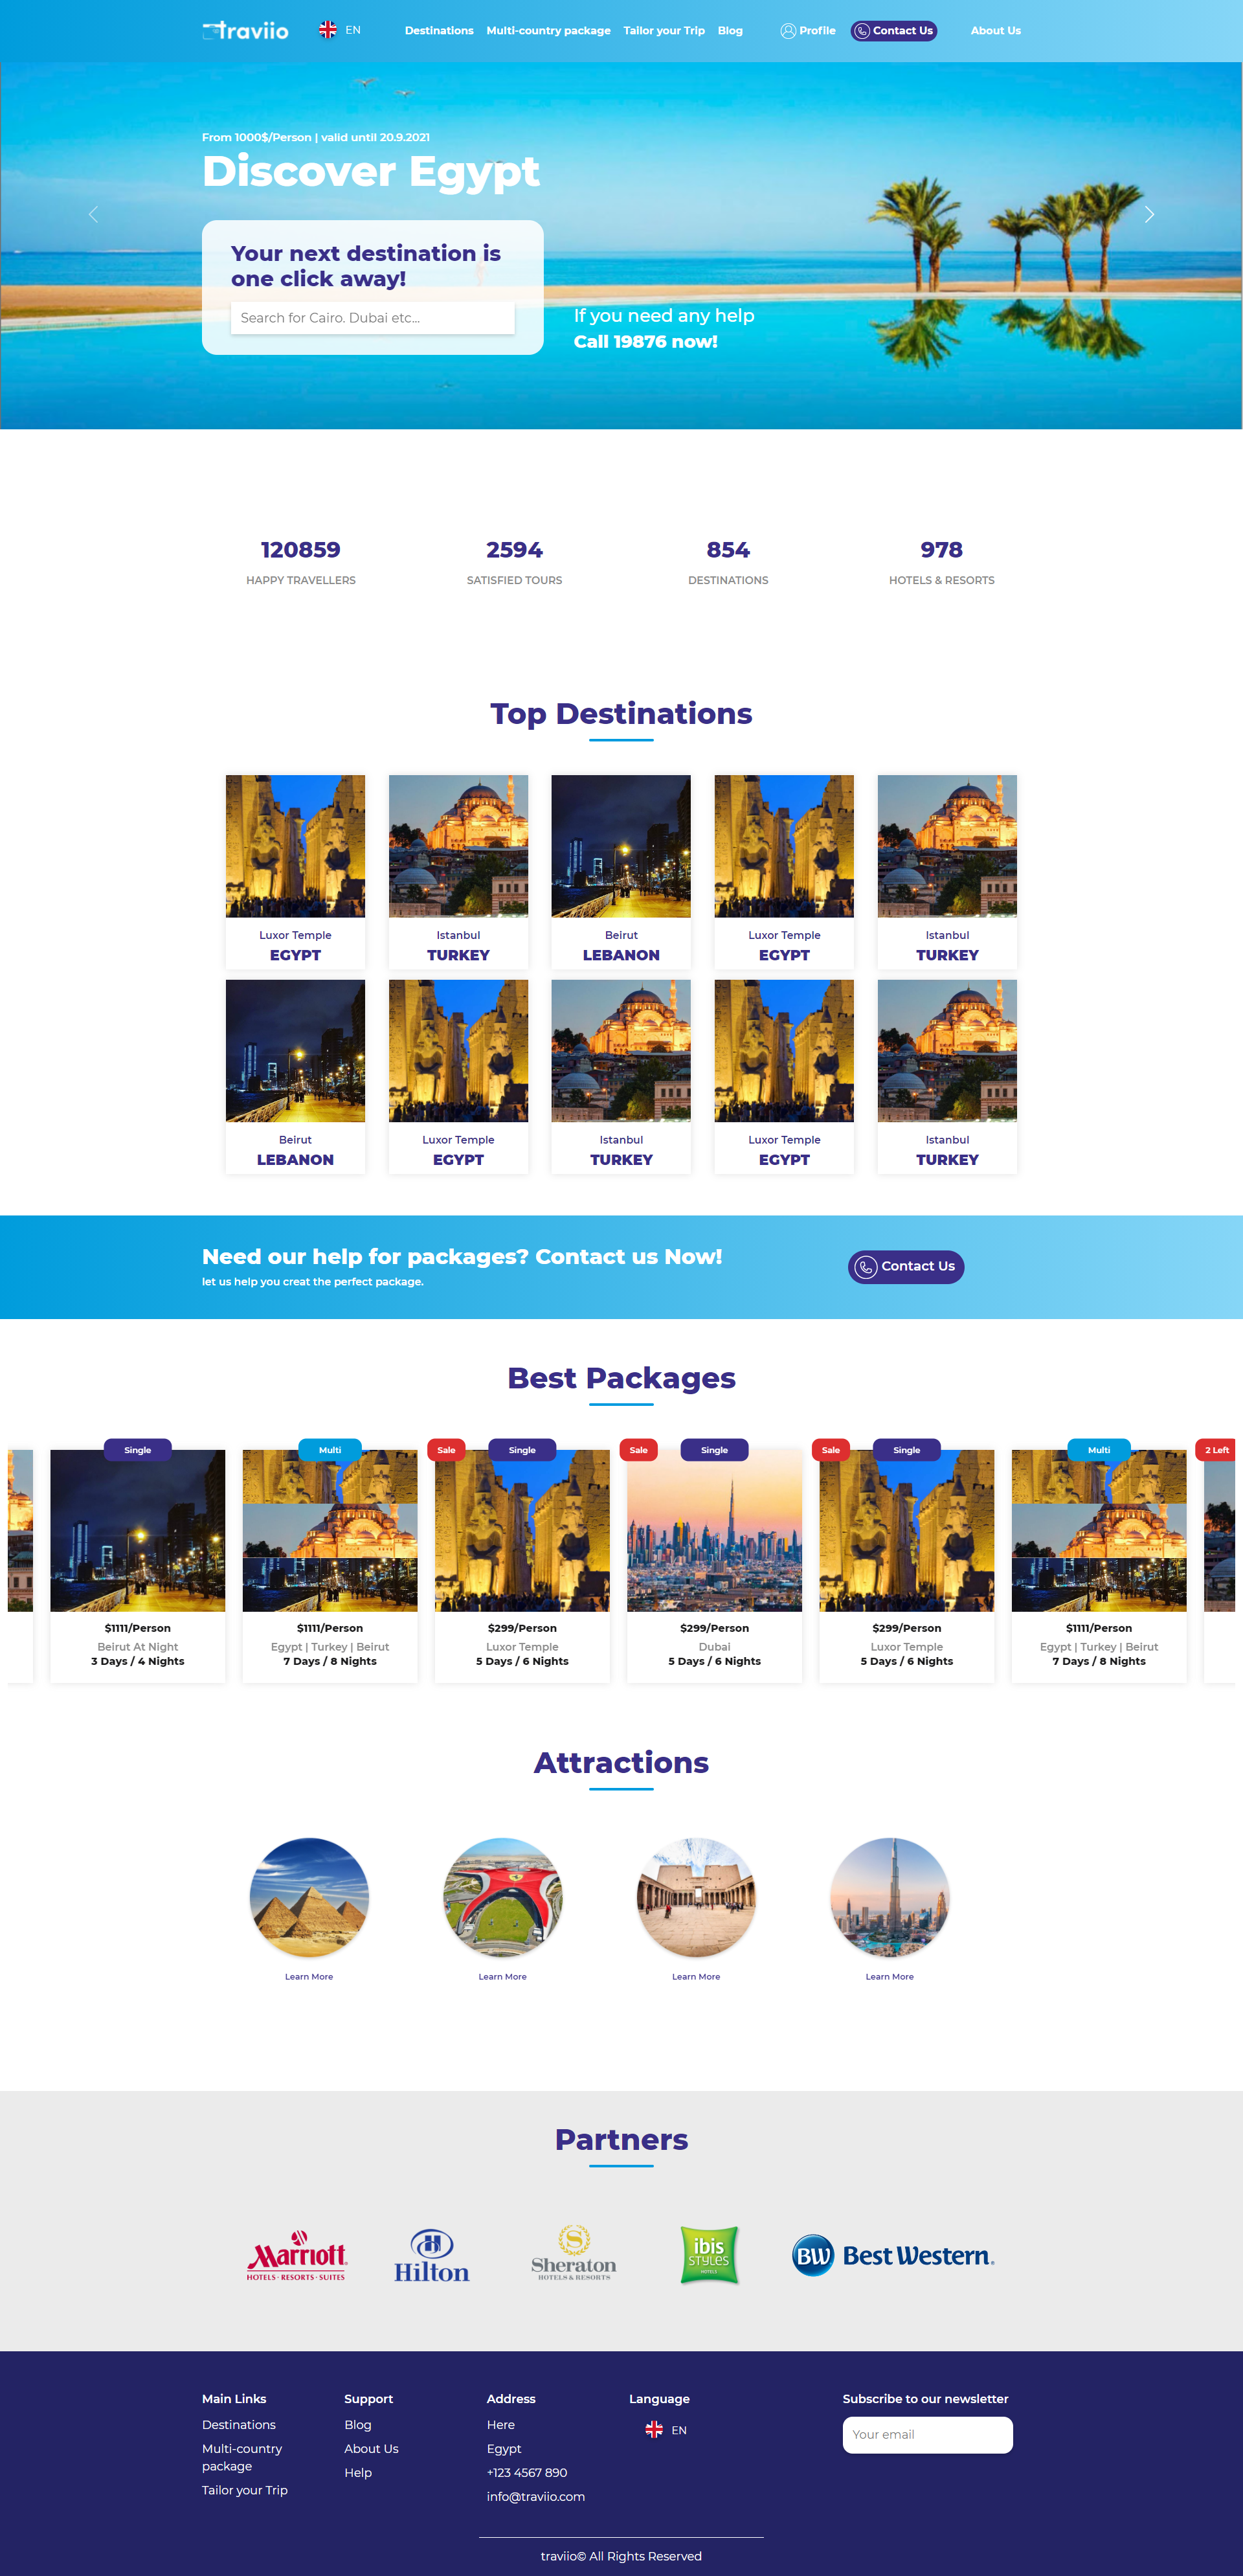 traviio
EN
Destinations
Multi-country package
Tailor your Trip
Blog
Profile
Contact Us
About Us
From 1000$/Person | valid until 20.9.2021
Discover Egypt
Your next destination is
one click away!
Search for Cairo. Dubai etc...
If you need any help
Call 19876 now!
120859
HAPPY TRAVELLERS
2594
SATISFIED TOURS
854
DESTINATIONS
978
HOTELS & RESORTS
Top Destinations
Luxor Temple
EGYPT
Istanbul
TURKEY
Beirut
LEBANON
Luxor Temple
EGYPT
Istanbul
TURKEY
Beirut
LEBANON
Luxor Temple
EGYPT
Istanbul
TURKEY
Luxor Temple
EGYPT
Istanbul
TURKEY
Need our help for packages? Contact us Now!
let us help you creat the perfect package.
Contact Us
Best Packages
Single
$1111/Person
Beirut At Night
3 Days / 4 Nights
Multi
$1111/Person
Egypt | Turkey | Beirut
7 Days / 8 Nights
Sale
Single
$299/Person
Luxor Temple
5 Days / 6 Nights
Sale
Single
$299/Person
Dubai
5 Days / 6 Nights
Sale
Single
$299/Person
Luxor Temple
5 Days / 6 Nights
Multi
$1111/Person
Egypt | Turkey | Beirut
7 Days / 8 Nights
2 Left
Attractions
Learn More
Learn More
Learn More
Learn More
Partners
Marriott
HOTELS · RESORTS · SUITES
H
Hilton
S
Sheraton
HOTELS & RESORTS
ibis
STYLES
HOTELS
BW Best Western.
Main Links
Destinations
Multi-country
package
Tailor your Trip
Support
Blog
About Us
Help
Address
Here
Egypt
+123 4567 890
info@traviio.com
Language
EN
Subscribe to our newsletter
Your email
traviio© All Rights Reserved